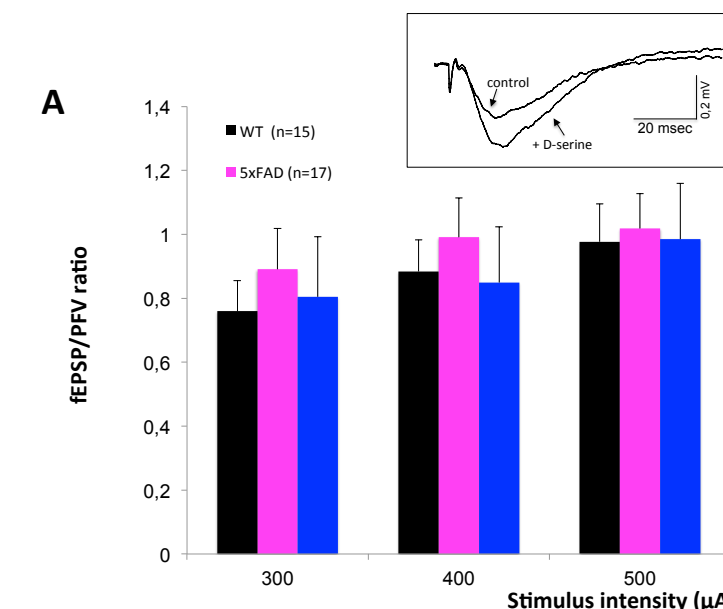 A
control
+ D-serine
0,2 mV
20 msec
WT (n=15)
5xFAD (n=17)
fEPSP/PFV ratio
1,4
1,2
1
0,8
0,6
0,4
0,2
0
300 400 500
Stimulus intensity (µA